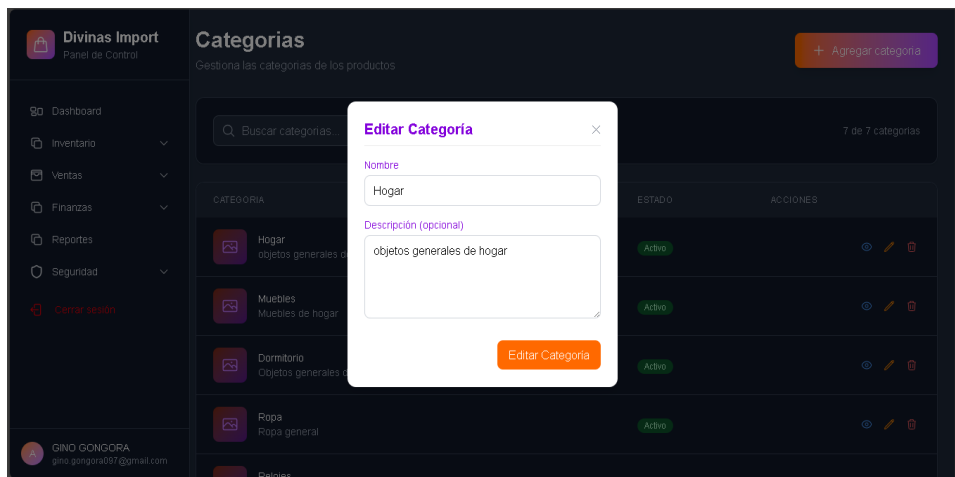 Divinas Import
Panel de Control
Dashboard
Inventario
Ventas
Finanzas
Reportes
Seguridad
Cerrar sesión
A
GINO GONGORA
gino.gongora097@gmail.com
Categorias
Gestiona las categorias de los productos
+ Agregar categoria
Buscar categorias...
7 de 7 categorias
CATEGORIA ESTADO ACCIONES
Hogar
objetos generales d
Activo
Muebles
Muebles de hogar
Activo
Dormitorio
Objetos generales d
Activo
Ropa
Ropa general
Activo
Relojes
Editar Categoría
Nombre
Hogar
Descripción (opcional)
objetos generales de hogar
Editar Categoria